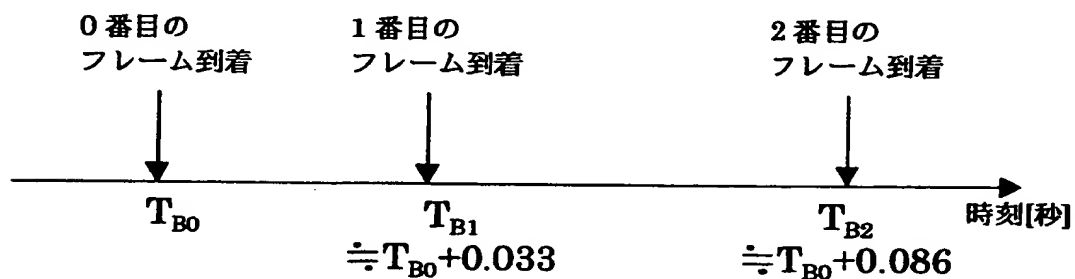 0番目の
フレーム到着
1番目の
フレーム到着
2番目の
フレーム到着
T_B0
T_B1
≒T_B0+0.033
T_B2
≒T_B0+0.086
時刻[秒]